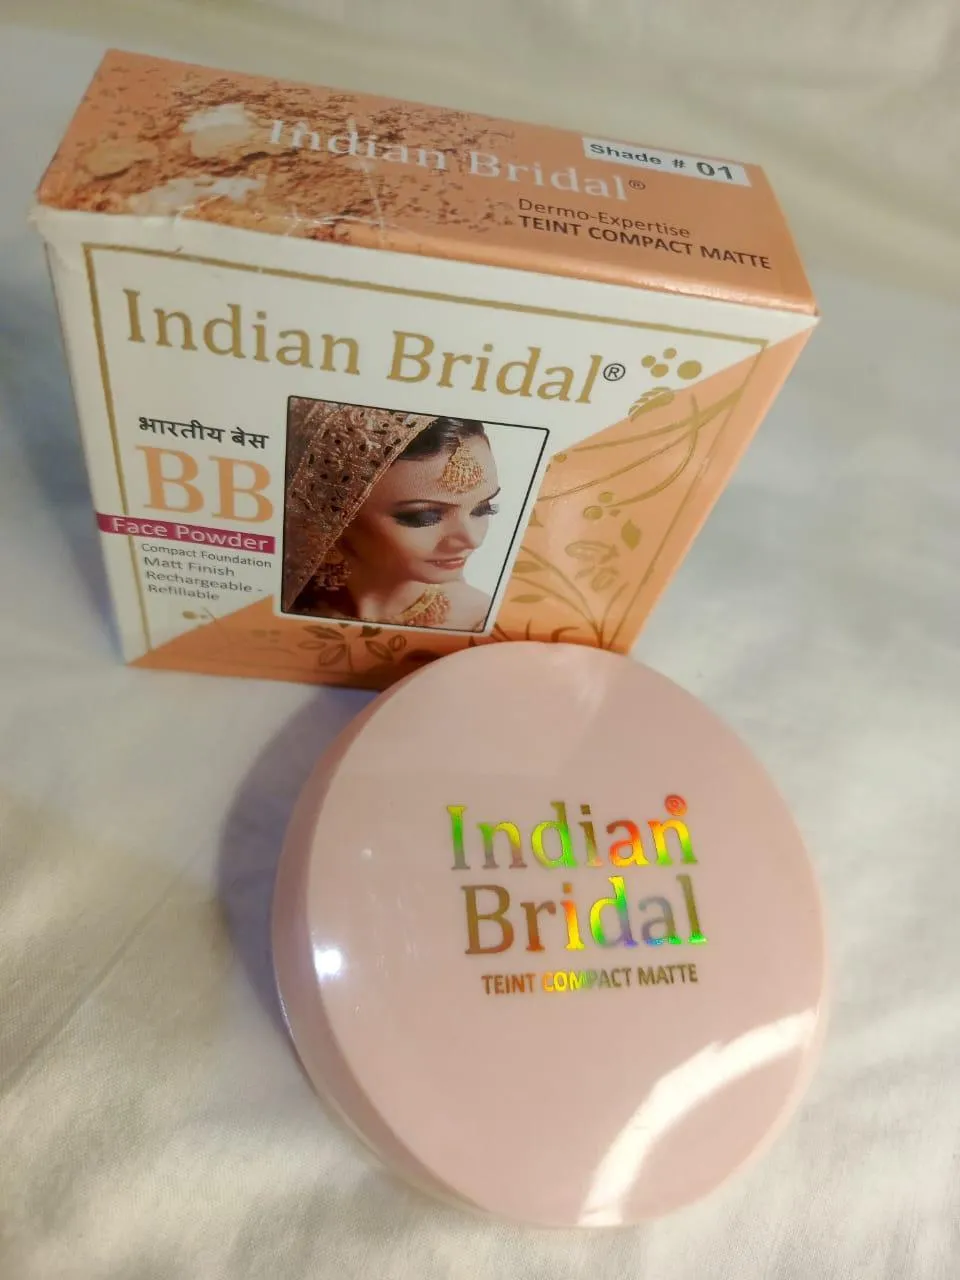 Shade # 01
Indian Bridal®
Dermo-Expertise
TEINT COMPACT MATTE
Indian Bridal®
भारतीय बेस
BB
Face Powder
Compact Foundation
Matt Finish
Rechargeable -
Refillable
Indian®
Bridal
TEINT COMPACT MATTE